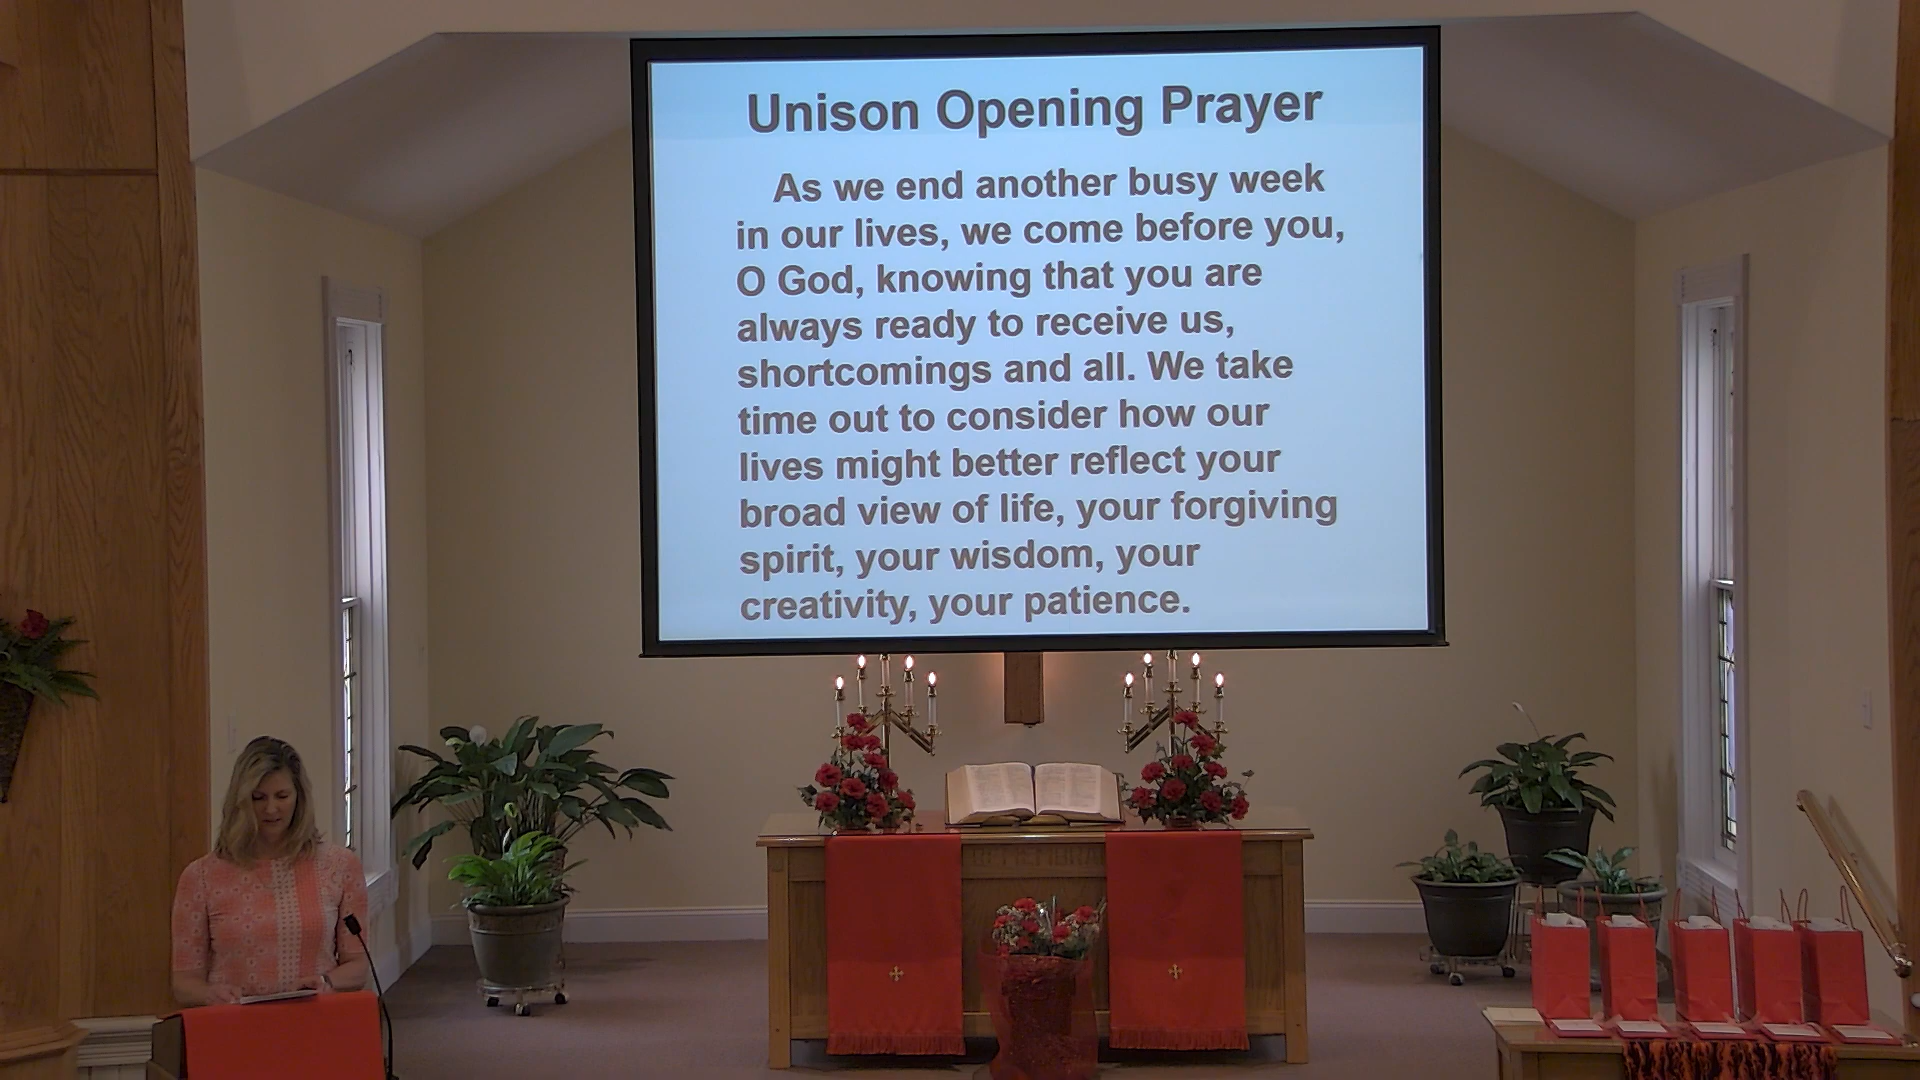 Unison Opening Prayer
As we end another busy week
in our lives, we come before you,
O God, knowing that you are
always ready to receive us,
shortcomings and all. We take
time out to consider how our
lives might better reflect your
broad view of life, your forgiving
spirit, your wisdom, your
creativity, your patience.